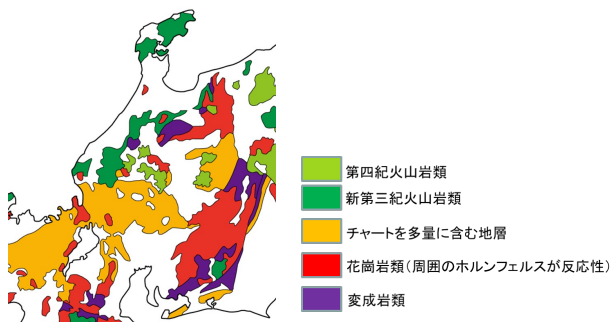 第四紀火山岩類
新第三紀火山岩類
チャートを多量に含む地層
花崗岩類(周囲のホルンフェルスが反応性)
変成岩類